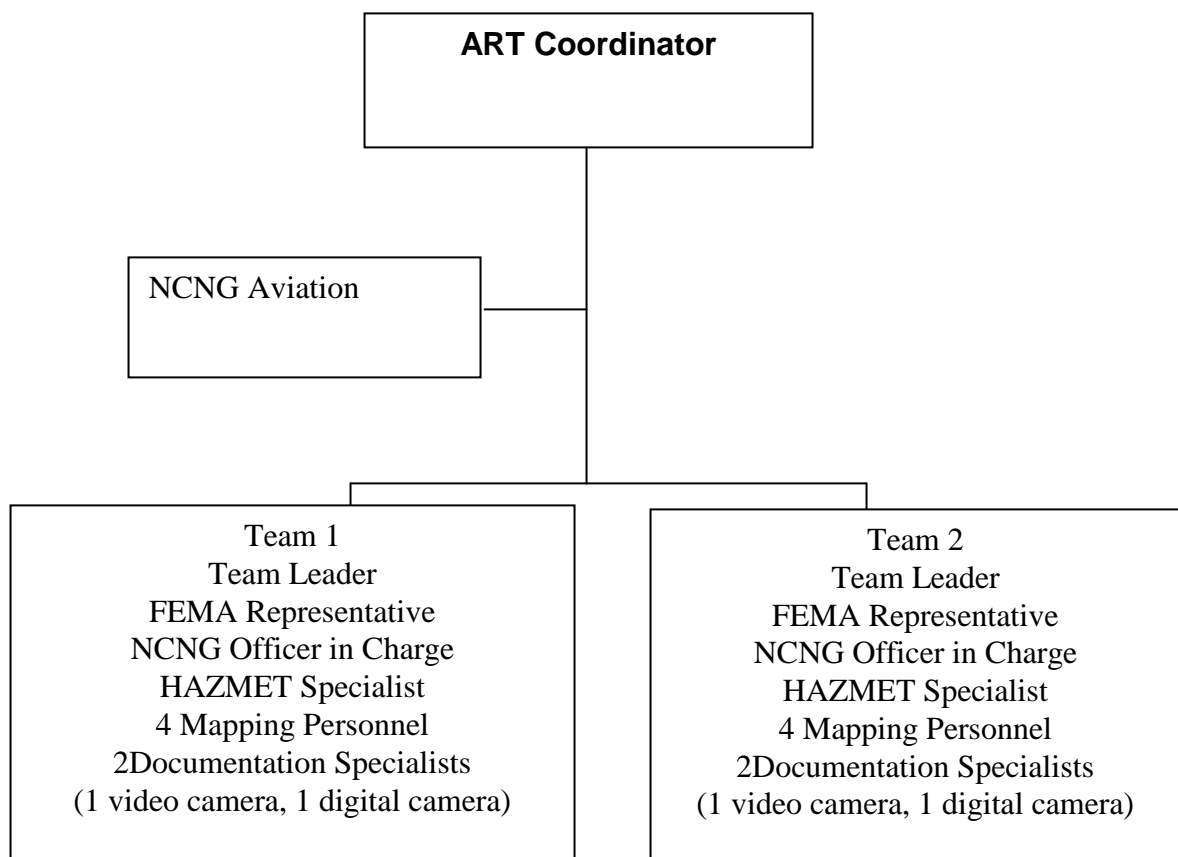 ART Coordinator
NCNG Aviation
Team 1
Team Leader
FEMA Representative
NCNG Officer in Charge
HAZMET Specialist
4 Mapping Personnel
2Documentation Specialists
(1 video camera, 1 digital camera)
Team 2
Team Leader
FEMA Representative
NCNG Officer in Charge
HAZMET Specialist
4 Mapping Personnel
2Documentation Specialists
(1 video camera, 1 digital camera)